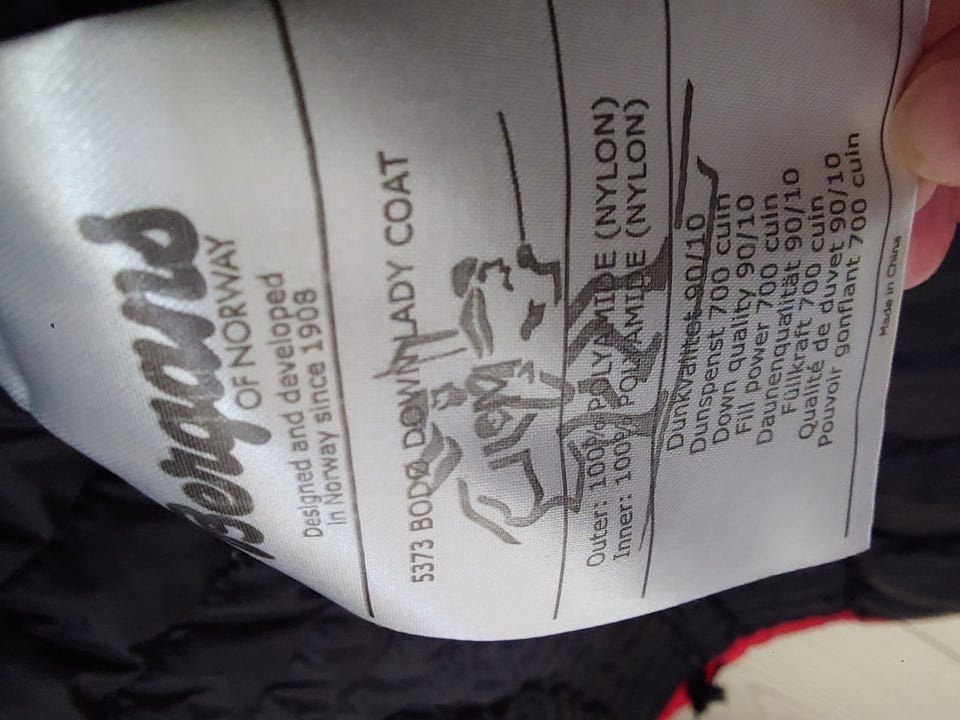 Bergans
OF NORWAY
Designed and developed
in Norway since 1908
5373 BODØ DOWN LADY COAT
Outer: 100% POLYAMIDE (NYLON)
Inner: 100% POLYAMIDE (NYLON)
Dunkvalitet 90/10
Dunspenst 700 cuin
Down quality 90/10
Fill power 700 cuin
Daunenqualität 90/10
Füllkraft 700 cuin
Qualité de duvet 90/10
Pouvoir gonflant 700 cuin
Made in China